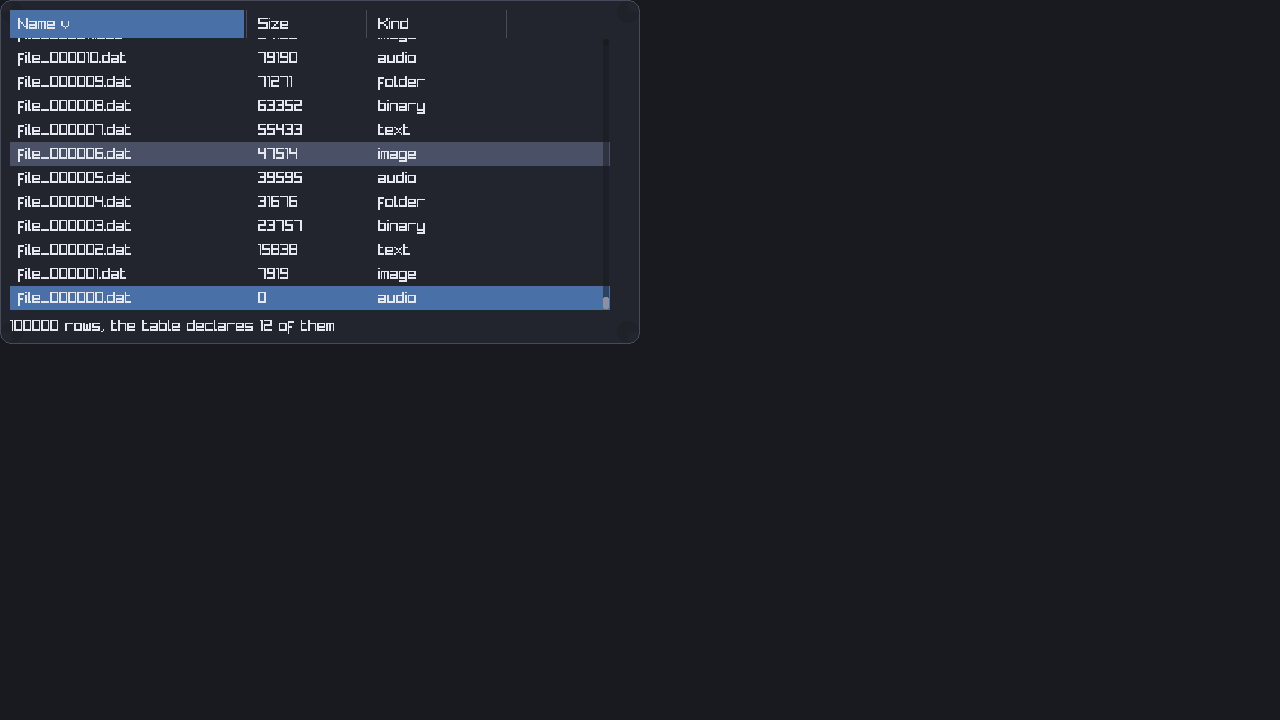 Name v Size Kind
file_000010.dat 79190 audio
file_000009.dat 71271 folder
file_000008.dat 63352 binary
file_000007.dat 55433 text
file_000006.dat 47514 image
file_000005.dat 39595 audio
file_000004.dat 31676 folder
file_000003.dat 23757 binary
file_000002.dat 15838 text
file_000001.dat 7919 image
file_000000.dat 0 audio
100000 rows, the table declares 12 of them